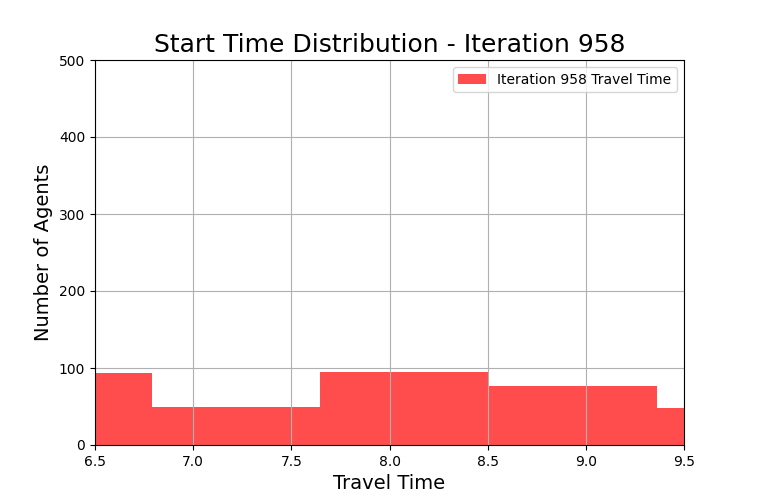 Start Time Distribution - Iteration 958
Iteration 958 Travel Time
Number of Agents
500
400
300
200
100
0
6.5 7.0 7.5 8.0 8.5 9.0 9.5
Travel Time